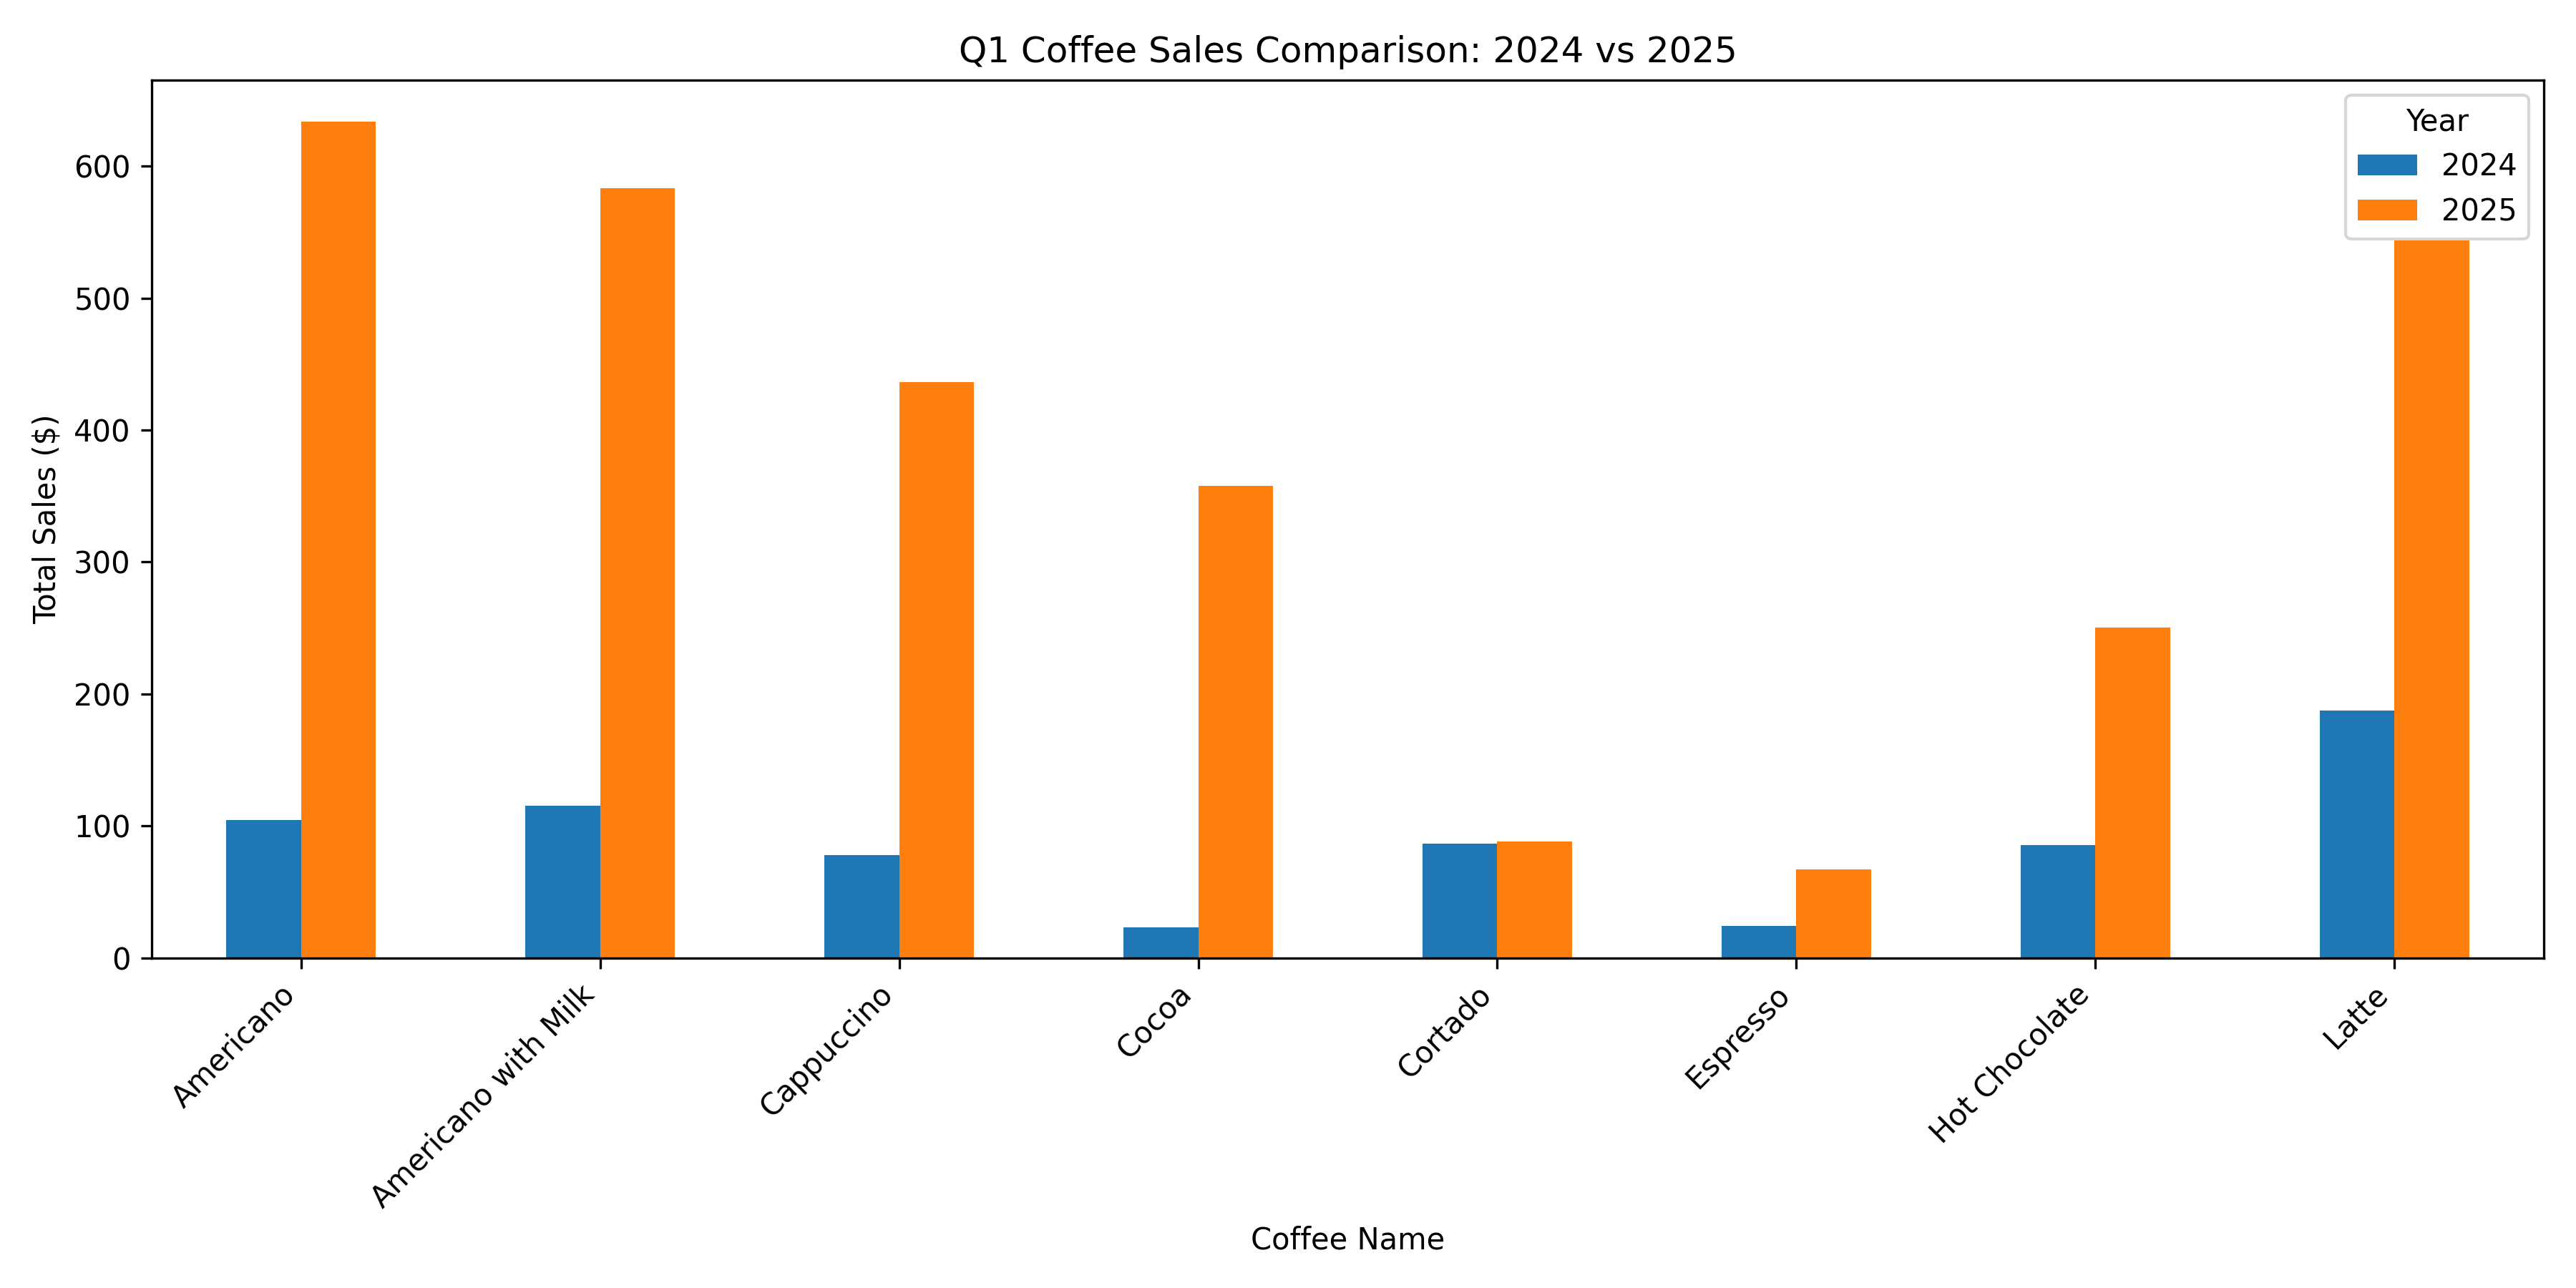 Q1 Coffee Sales Comparison: 2024 vs 2025
Year
2024
2025
Total Sales ($)
600
500
400
300
200
100
0
Americano
Americano with Milk
Cappuccino
Cocoa
Cortado
Espresso
Hot Chocolate
Latte
Coffee Name